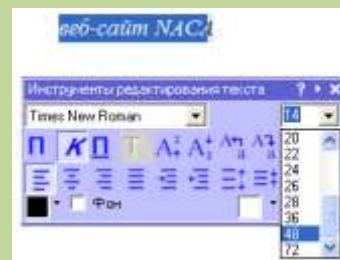 веб-сайт NACA
Инструменты редактирования текста ? X
Times New Roman 14
П К П T
20
22
24
26
28
36
48
72
Фон